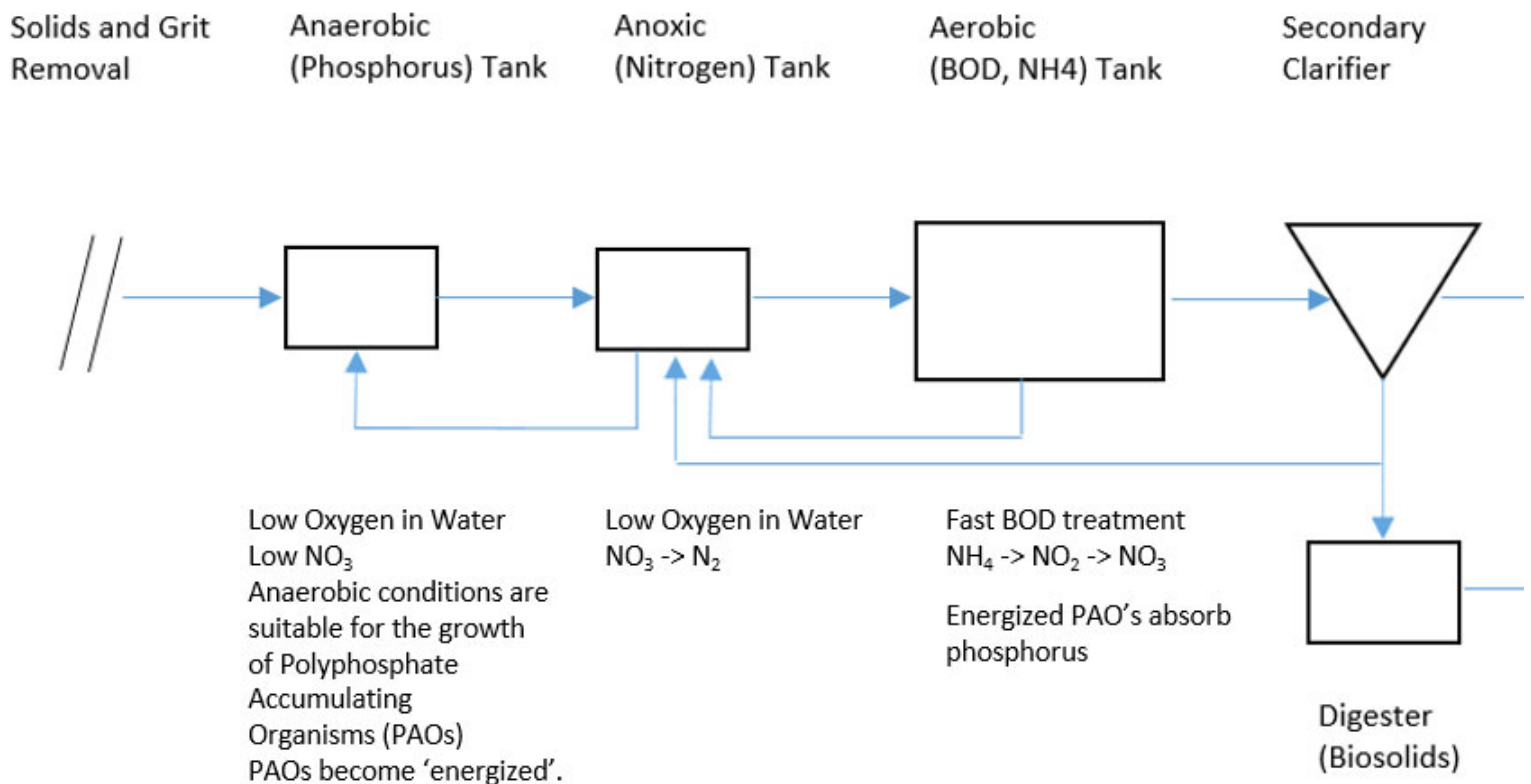 Solids and Grit
Removal
Anaerobic
(Phosphorus) Tank
Anoxic
(Nitrogen) Tank
Aerobic
(BOD, NH4) Tank
Secondary
Clarifier
Low Oxygen in Water
Low NO₃
Anaerobic conditions are
suitable for the growth
of Polyphosphate
Accumulating
Organisms (PAOs)
PAOs become ‘energized’.
Low Oxygen in Water
NO₃ -> N₂
Fast BOD treatment
NH₄ -> NO₂ -> NO₃
Energized PAO’s absorb
phosphorus
Digester
(Biosolids)